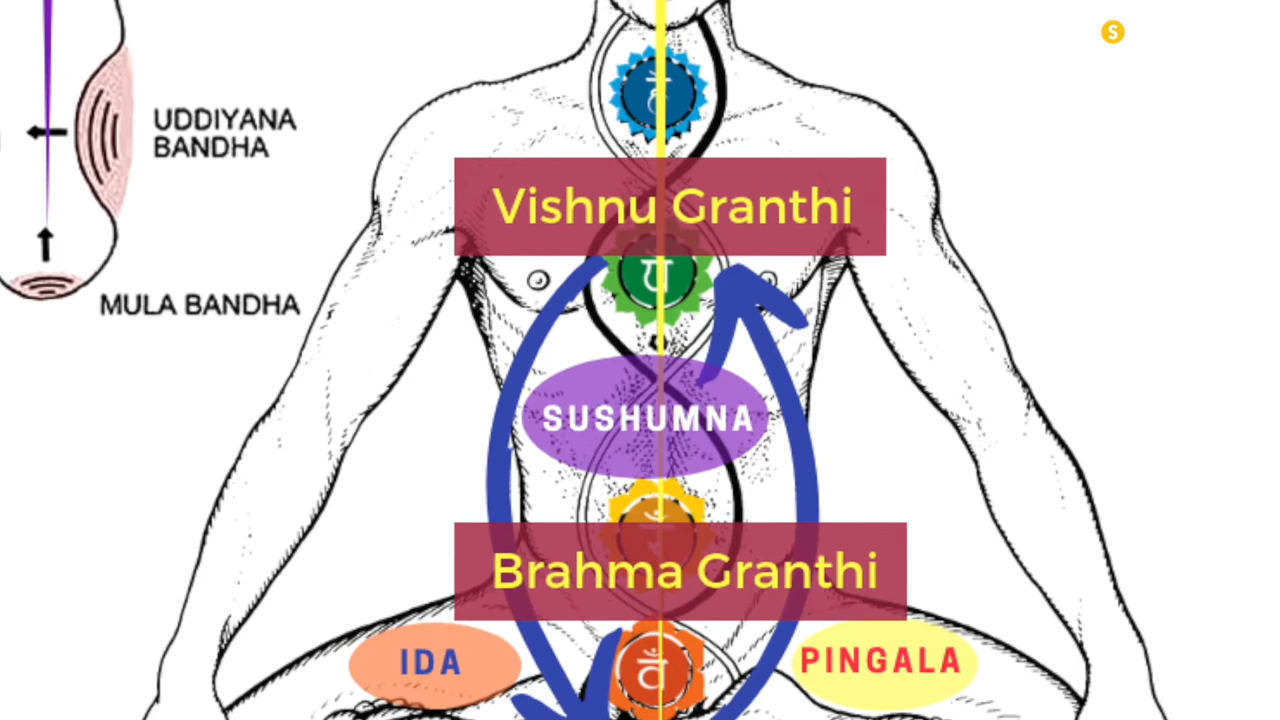 UDDIYANA
BANDHA
MULA BANDHA
S
हं
Vishnu Granthi
यं
SUSHUMNA
Brahma Granthi
IDA
वं
PINGALA